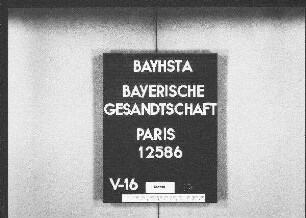 BAYHSTA
BAYERISCHE
GESANDTSCHAFT
PARIS
12586
V-16